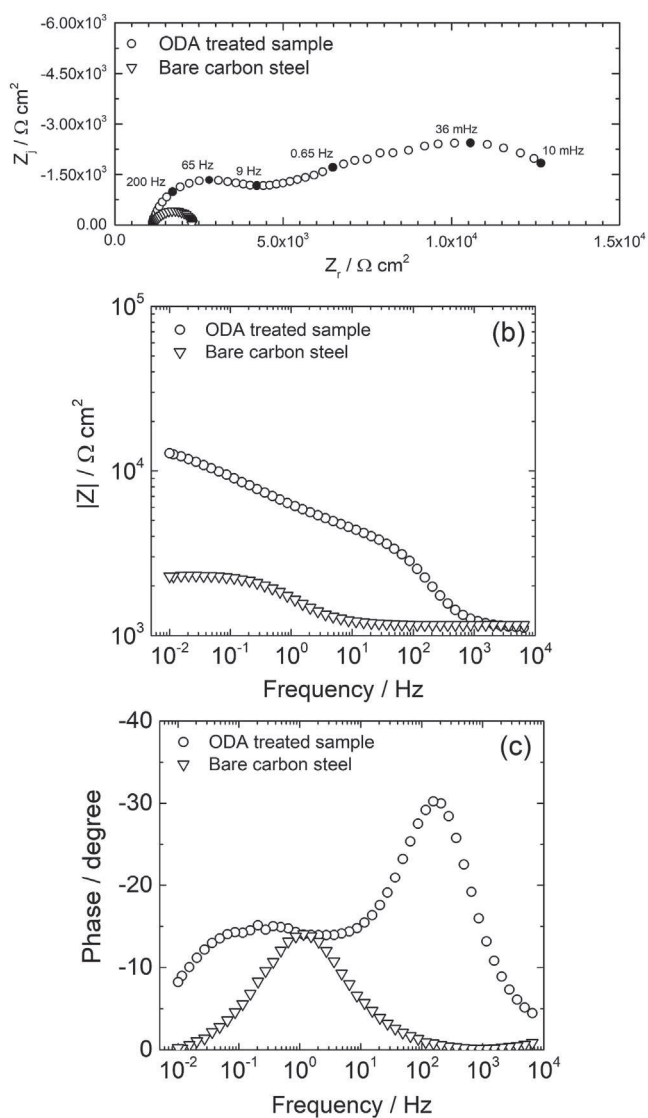 -6.00x10³
ODA treated sample
Bare carbon steel
-4.50x10³
-3.00x10³
-1.50x10³
0.00
Zj / Ω cm²
200 Hz
65 Hz
9 Hz
0.65 Hz
36 mHz
10 mHz
0.0
5.0x10³
1.0x10⁴
1.5x10⁴
Zr / Ω cm²
(b)
ODA treated sample
Bare carbon steel
10⁵
10⁴
10³
|Z| / Ω cm²
10⁻² 10⁻¹ 10⁰ 10¹ 10² 10³ 10⁴
Frequency / Hz
(c)
ODA treated sample
Bare carbon steel
-40
-30
-20
-10
0
Phase / degree
10⁻² 10⁻¹ 10⁰ 10¹ 10² 10³ 10⁴
Frequency / Hz